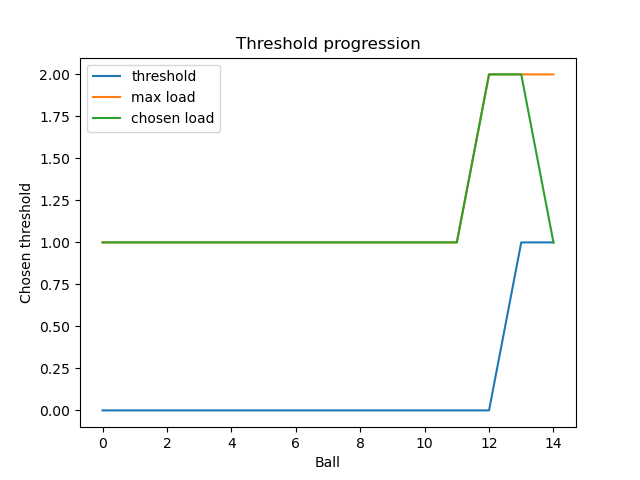 Threshold progression
threshold
max load
chosen load
2.00
1.75
1.50
1.25
1.00
0.75
0.50
0.25
0.00
Chosen threshold
0 2 4 6 8 10 12 14
Ball